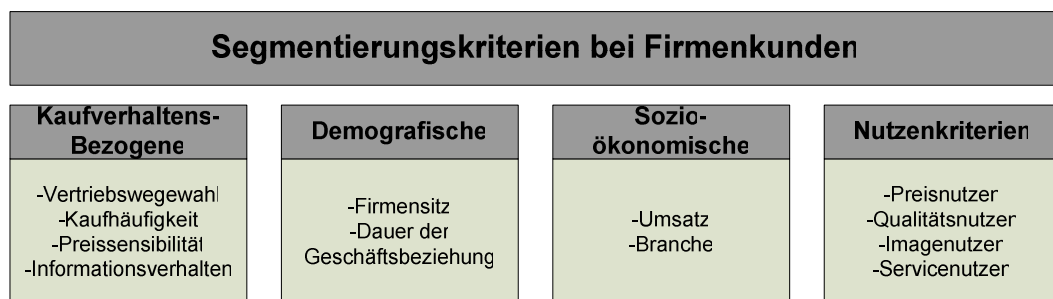 Segmentierungskriterien bei Firmenkunden
Kaufverhaltens-
Bezogene
-Vertriebswegewahl
-Kaufhäufigkeit
-Preissensibilität
-Informationsverhalten
Demografische
-Firmensitz
-Dauer der
Geschäftsbeziehung
Sozio-
ökonomische
-Umsatz
-Branche
Nutzenkriterien
-Preisnutzer
-Qualitätsnutzer
-Imagenutzer
-Servicenutzer